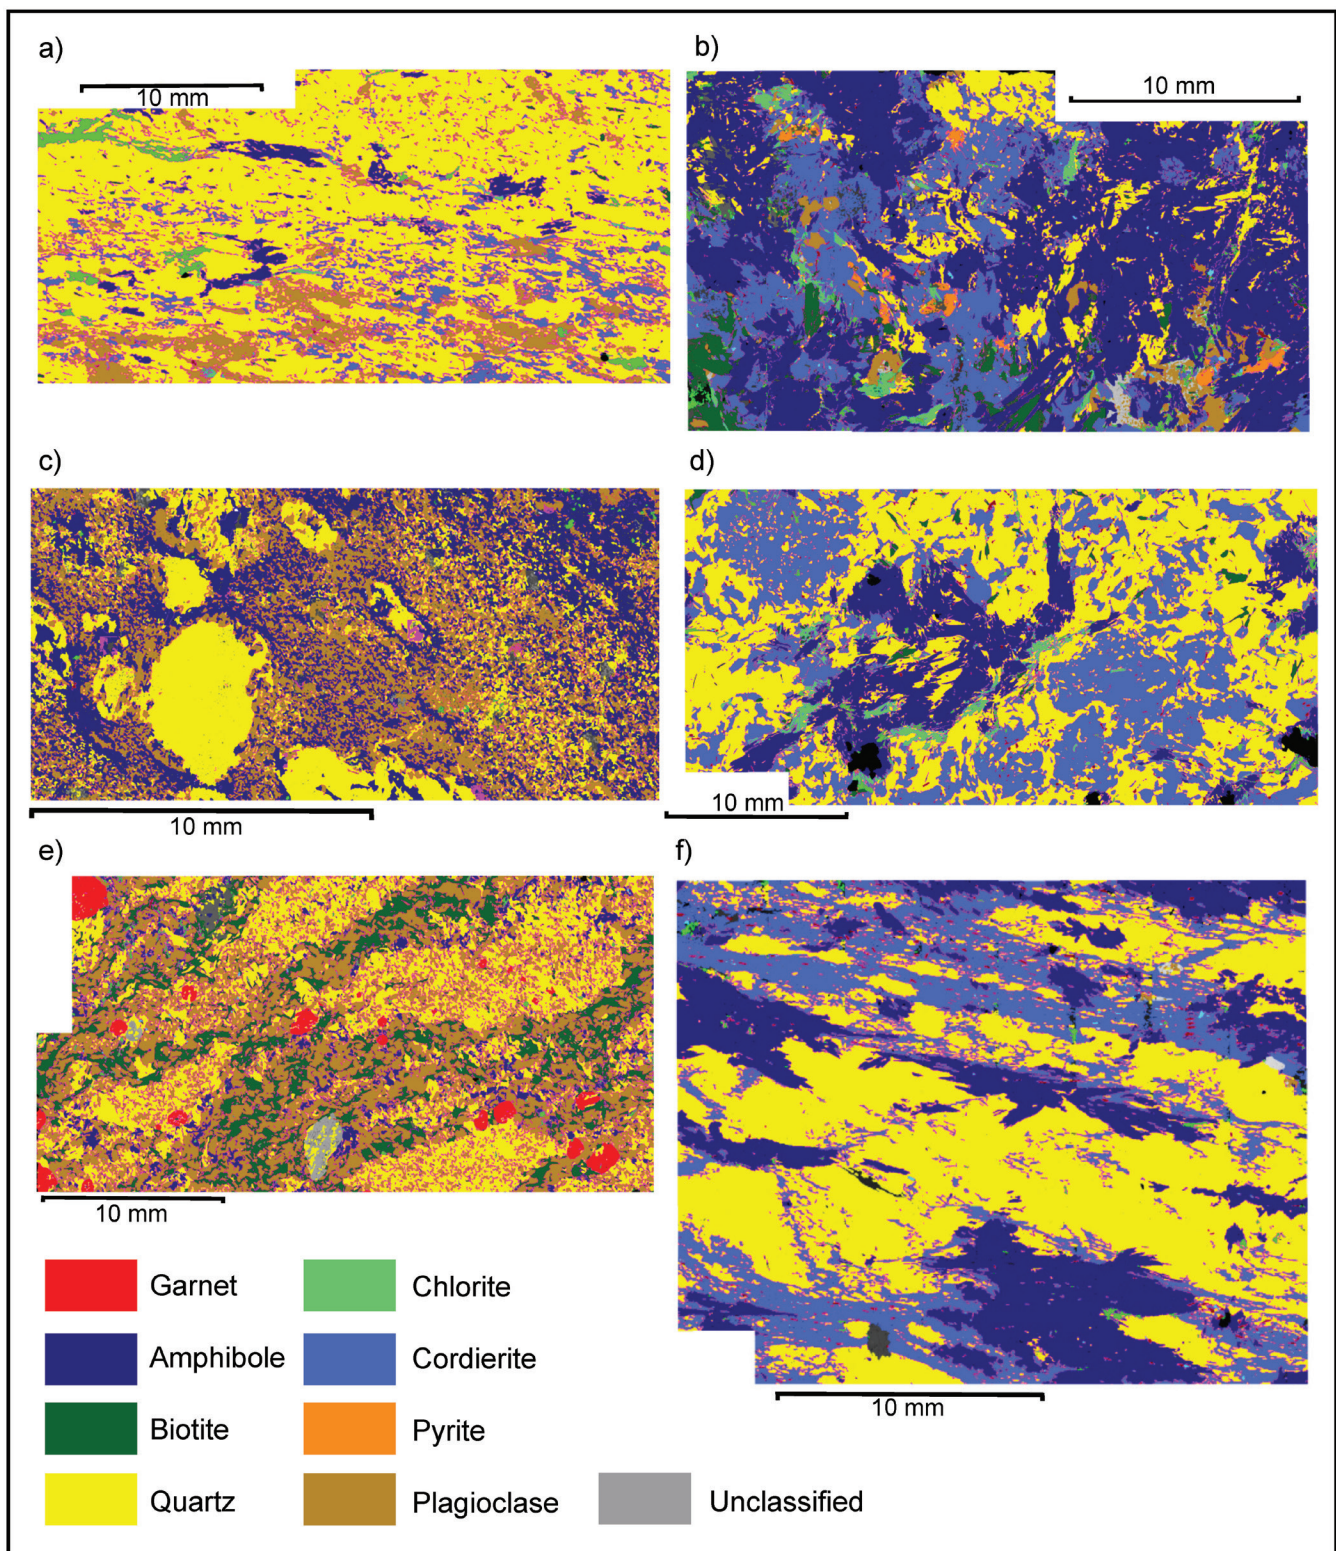 a)
10 mm
b)
10 mm
c)
10 mm
d)
10 mm
e)
10 mm
f)
10 mm
Garnet
Chlorite
Amphibole
Cordierite
Biotite
Pyrite
Quartz
Plagioclase
Unclassified